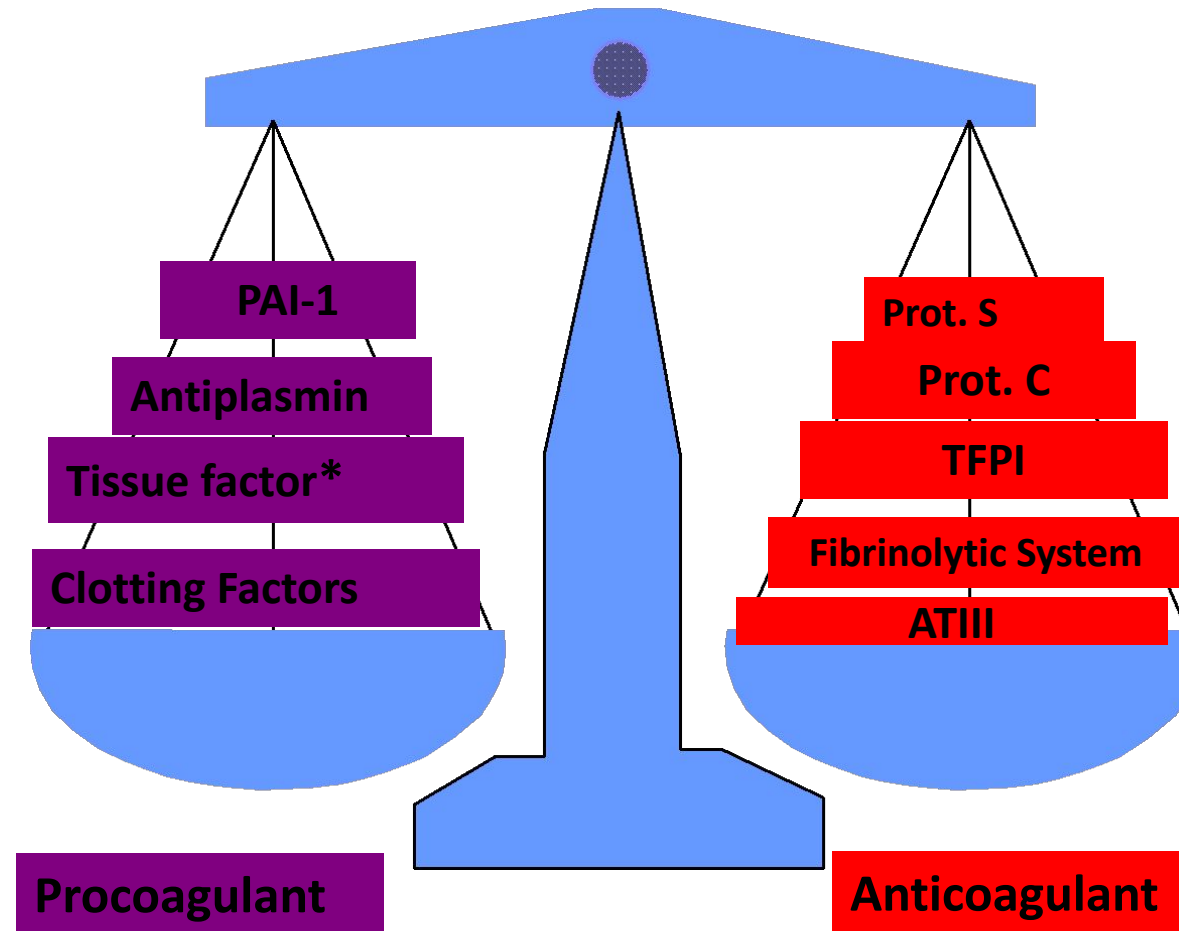 PAI-1
Antiplasmin
Tissue factor*
Clotting Factors
Prot. S
Prot. C
TFPI
Fibrinolytic System
ATIII
Procoagulant
Anticoagulant